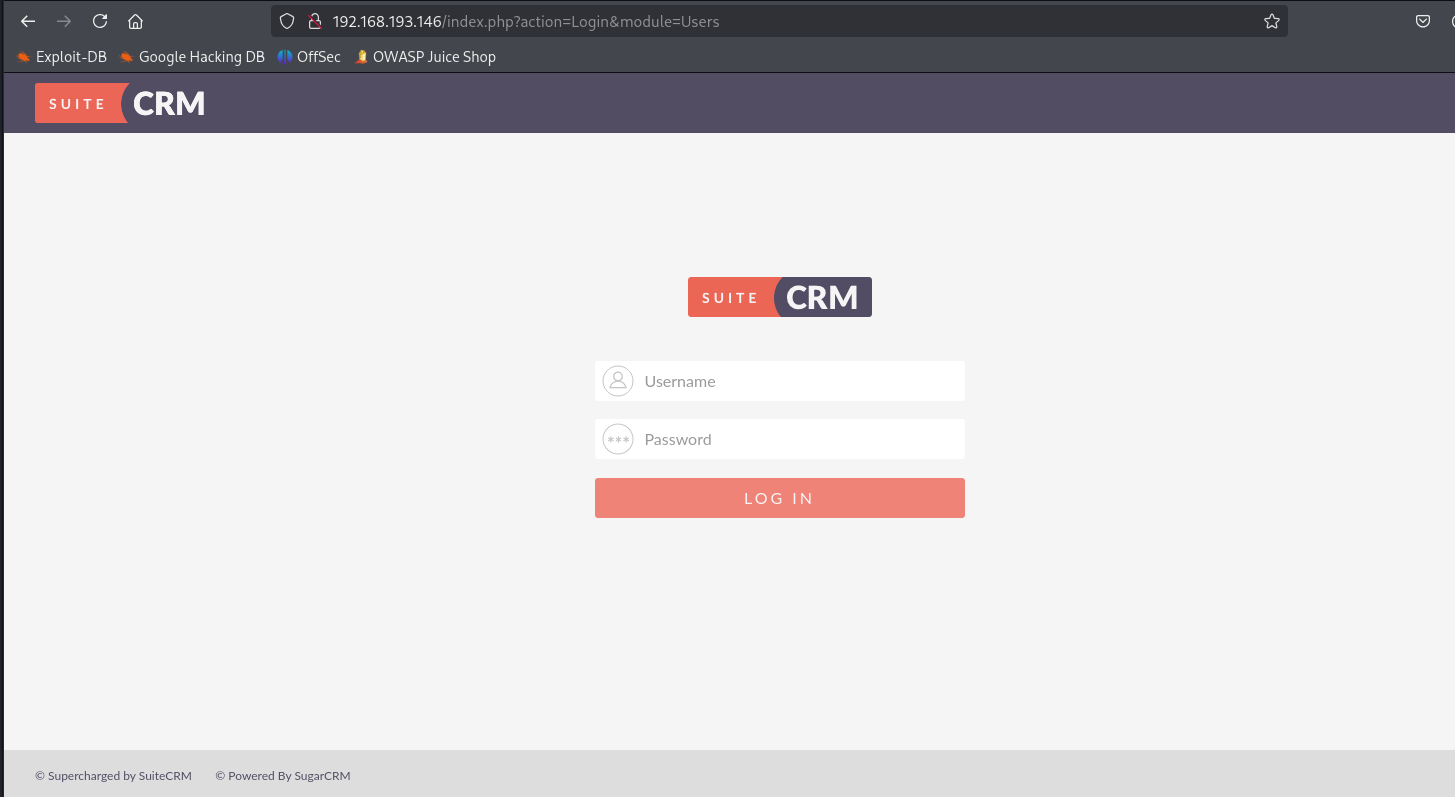 192.168.193.146/index.php?action=Login&module=Users
Exploit-DB Google Hacking DB OffSec OWASP Juice Shop
SUITE CRM
SUITE CRM
Username
*** Password
LOG IN
© Supercharged by SuiteCRM © Powered By SugarCRM